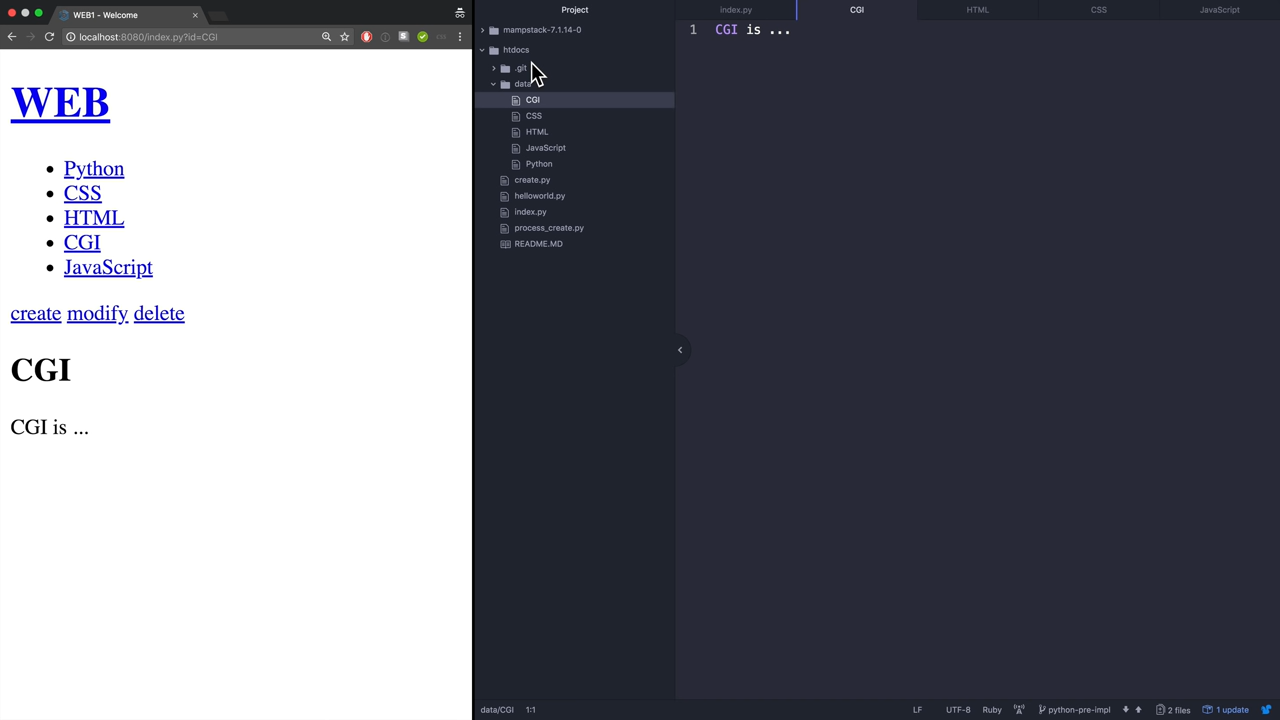 WEB1 - Welcome
localhost:8080/index.py?id=CGI
WEB
Python
CSS
HTML
CGI
JavaScript
create modify delete
CGI
CGI is ...
Project
mampstack-7.1.14-0
htdocs
.git
data
CGI
CSS
HTML
JavaScript
Python
create.py
helloworld.py
index.py
process_create.py
README.MD
index.py CGI HTML CSS JavaScript
1 CGI is ...
data/CGI 1:1 LF UTF-8 Ruby python-pre-impl 2 files 1 update